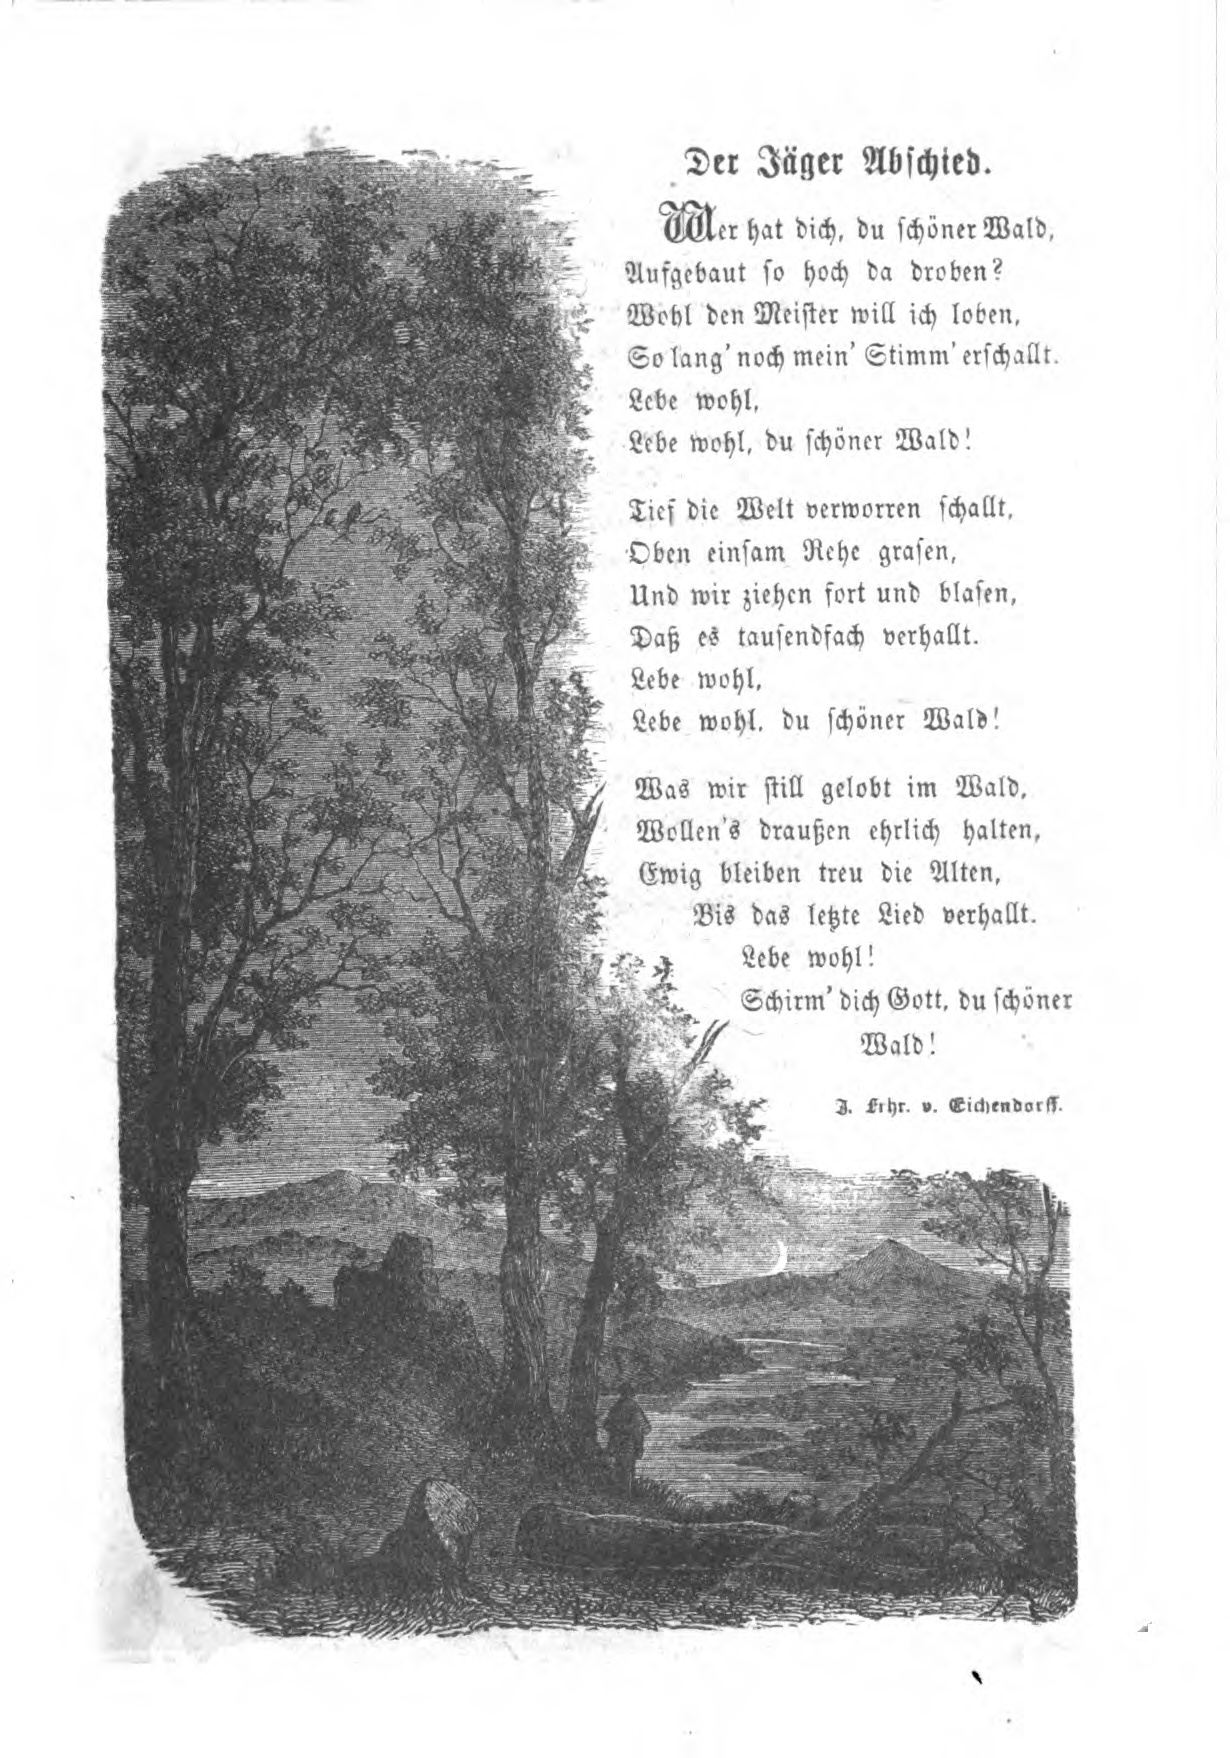 Der Jäger Abschied.
Wer hat dich, du schöner Wald,
Aufgebaut so hoch da droben?
Wohl den Meister will ich loben,
So lang' noch mein' Stimm' erschallt.
Lebe wohl,
Lebe wohl, du schöner Wald!
Tief die Welt verworren schallt,
Oben einsam Rehe grasen,
Und wir ziehen fort und blasen,
Daß es tausendfach verhallt.
Lebe wohl,
Lebe wohl, du schöner Wald!
Was wir still gelobt im Wald,
Wollen's draußen ehrlich halten,
Ewig bleiben treu die Alten,
Bis das letzte Lied verhallt.
Lebe wohl!
Schirm' dich Gott, du schöner
Wald!
J. Frhr. v. Eichendorff.